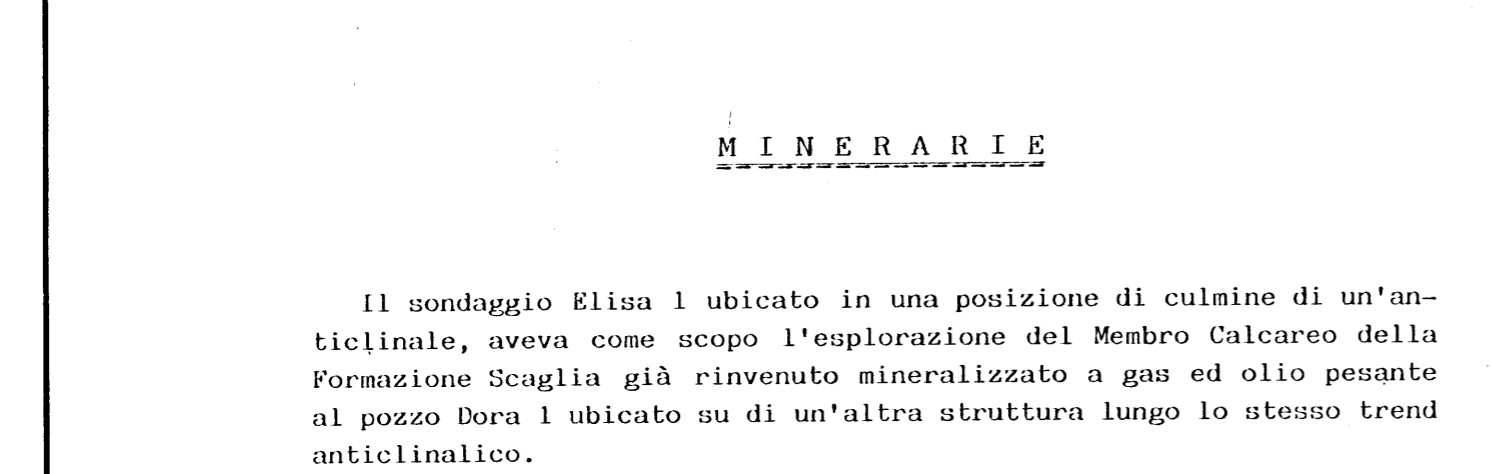 M I N E R A R I E
Il sondaggio Elisa 1 ubicato in una posizione di culmine di un'an-
ticlinale, aveva come scopo l'esplorazione del Membro Calcareo della
Formazione Scaglia già rinvenuto mineralizzato a gas ed olio pesante
al pozzo Dora 1 ubicato su di un'altra struttura lungo lo stesso trend
anticlinalico.